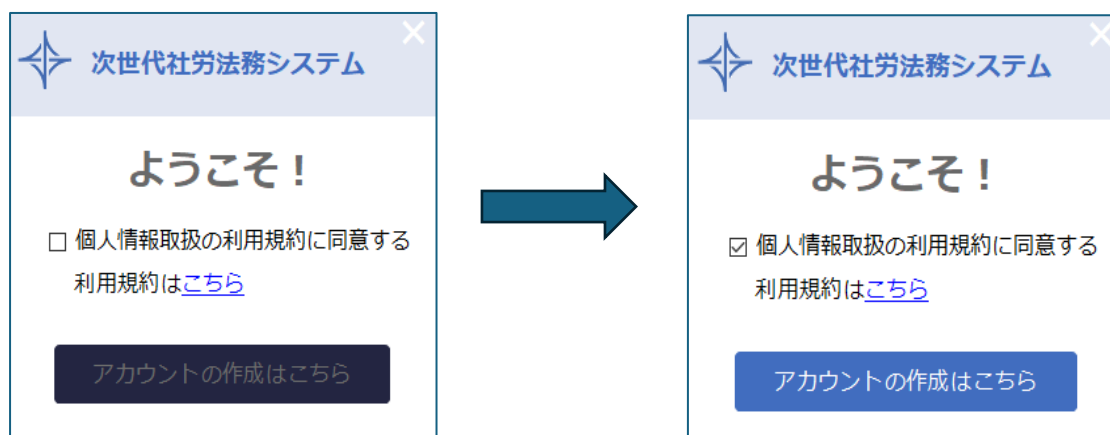 次世代社労法務システム
ようこそ！
個人情報取扱の利用規約に同意する
利用規約はこちら
アカウントの作成はこちら
次世代社労法務システム
ようこそ！
個人情報取扱の利用規約に同意する
利用規約はこちら
アカウントの作成はこちら